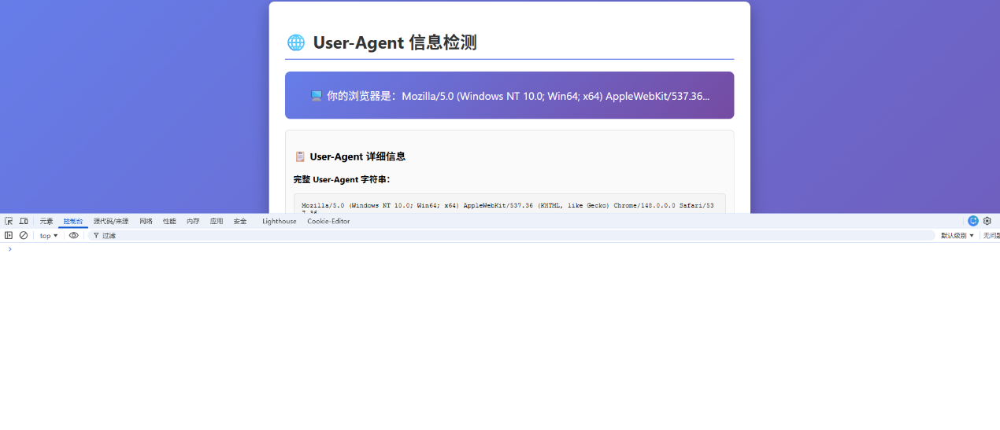 User-Agent 信息检测
你的浏览器是：Mozilla/5.0 (Windows NT 10.0; Win64; x64) AppleWebKit/537.36...
User-Agent 详细信息
完整 User-Agent 字符串：
Mozilla/5.0 (Windows NT 10.0; Win64; x64) AppleWebKit/537.36 (KHTML, like Gecko) Chrome/148.0.0.0 Safari/53
7.36
元素 控制台 源代码/来源 网络 性能 内存 应用 安全 Lighthouse Cookie-Editor
top 过滤 默认级别 无问题